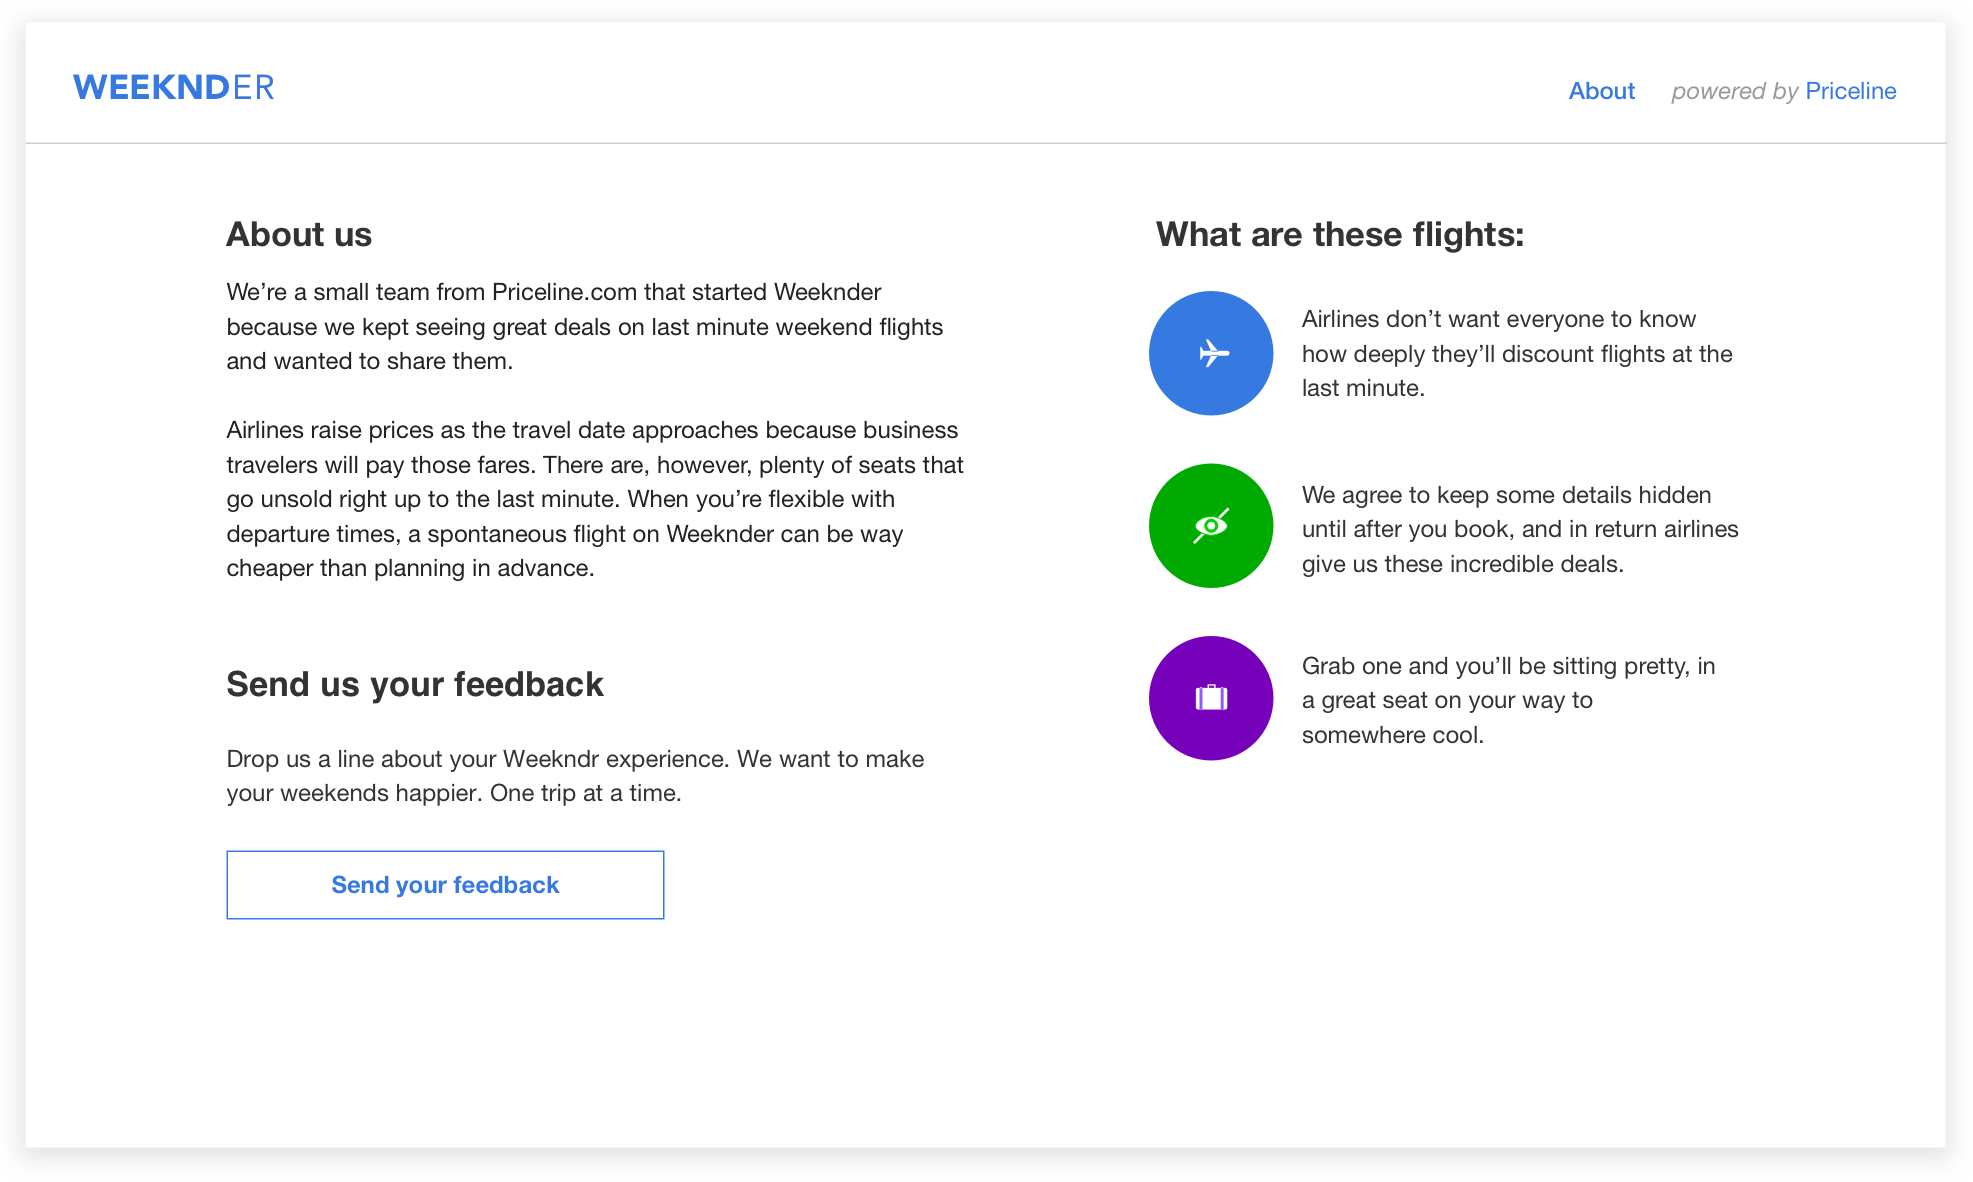 WEEKNDER
About powered by Priceline
About us
We’re a small team from Priceline.com that started Weeknder
because we kept seeing great deals on last minute weekend flights
and wanted to share them.
Airlines raise prices as the travel date approaches because business
travelers will pay those fares. There are, however, plenty of seats that
go unsold right up to the last minute. When you’re flexible with
departure times, a spontaneous flight on Weeknder can be way
cheaper than planning in advance.
Send us your feedback
Drop us a line about your Weekndr experience. We want to make
your weekends happier. One trip at a time.
Send your feedback
What are these flights:
Airlines don’t want everyone to know
how deeply they’ll discount flights at the
last minute.
We agree to keep some details hidden
until after you book, and in return airlines
give us these incredible deals.
Grab one and you’ll be sitting pretty, in
a great seat on your way to
somewhere cool.